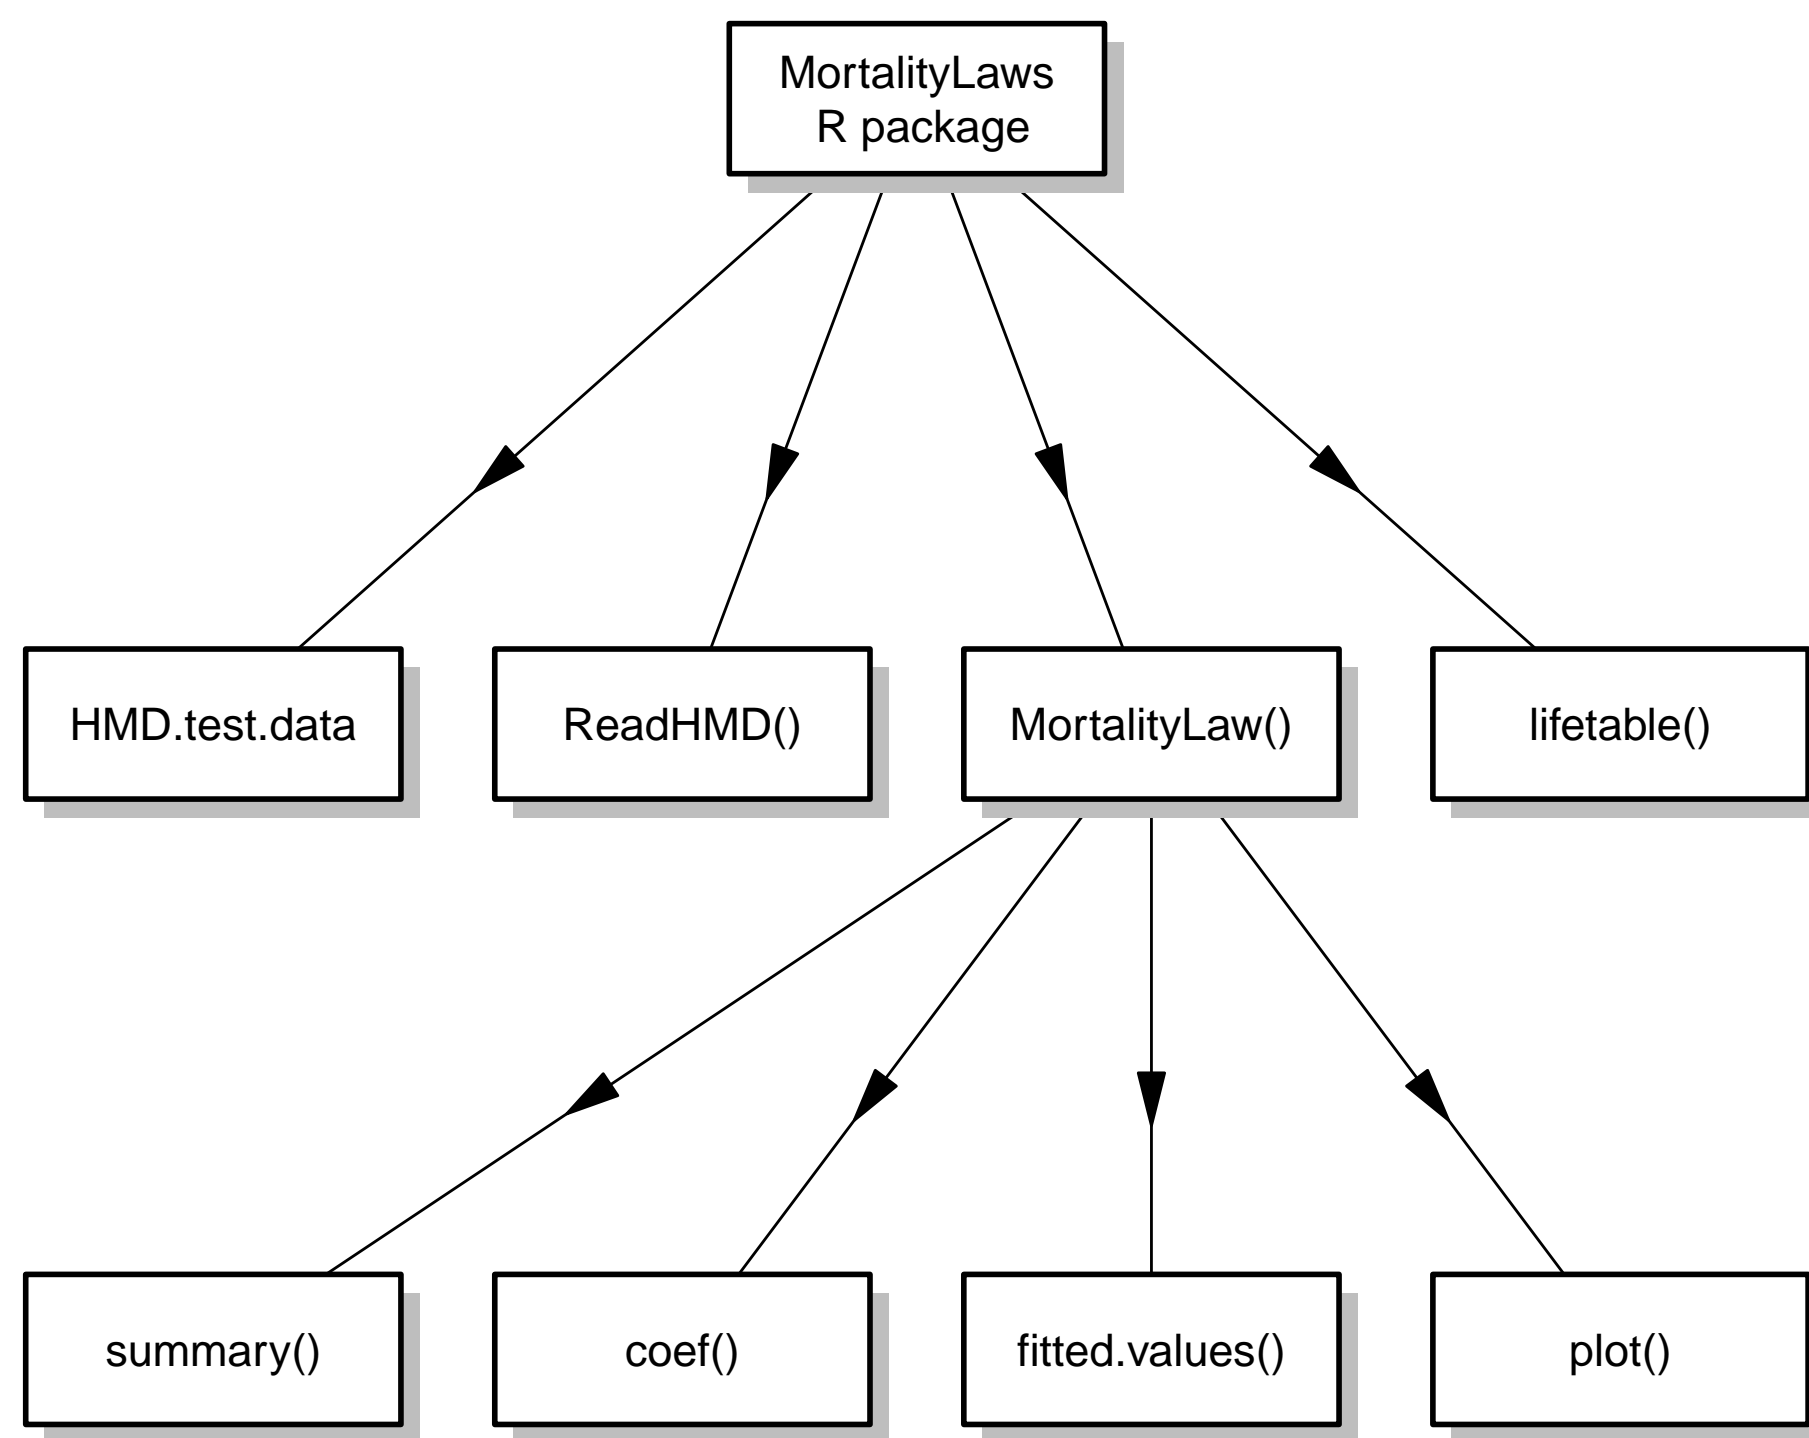 MortalityLaws
R package
HMD.test.data
ReadHMD()
MortalityLaw()
lifetable()
summary()
coef()
fitted.values()
plot()